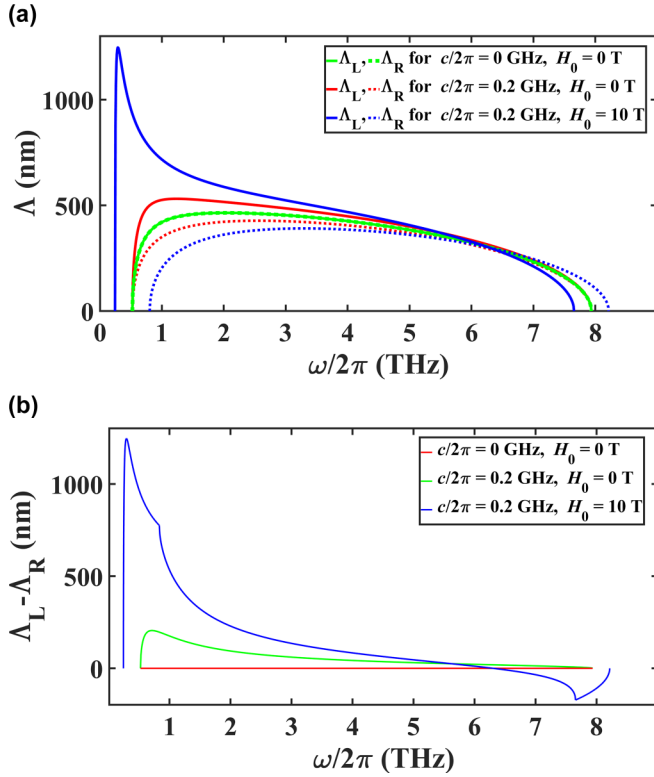 (a)
Λ_L, Λ_R for c/2π = 0 GHz, H_0 = 0 T
Λ_L, Λ_R for c/2π = 0.2 GHz, H_0 = 0 T
Λ_L, Λ_R for c/2π = 0.2 GHz, H_0 = 10 T
Λ (nm)
1000
500
0
0 1 2 3 4 5 6 7 8
ω/2π (THz)
(b)
c/2π = 0 GHz, H_0 = 0 T
c/2π = 0.2 GHz, H_0 = 0 T
c/2π = 0.2 GHz, H_0 = 10 T
Λ_L-Λ_R (nm)
1000
500
0
1 2 3 4 5 6 7 8
ω/2π (THz)